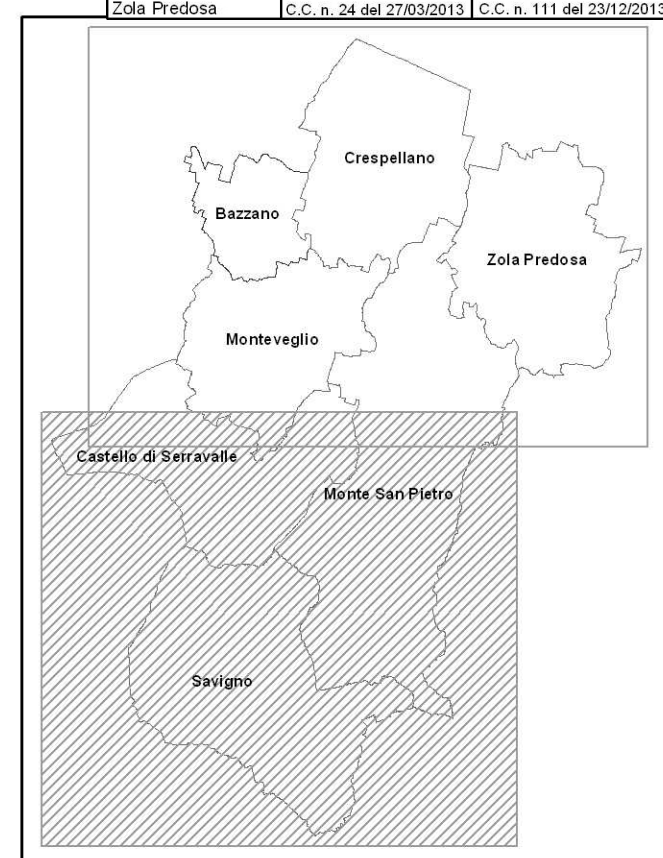 Zola Predosa C.C. n. 24 del 27/03/2013 C.C. n. 111 del 23/12/2013
Crespellano
Bazzano
Zola Predosa
Monteveglio
Castello di Serravalle
Monte San Pietro
Savigno